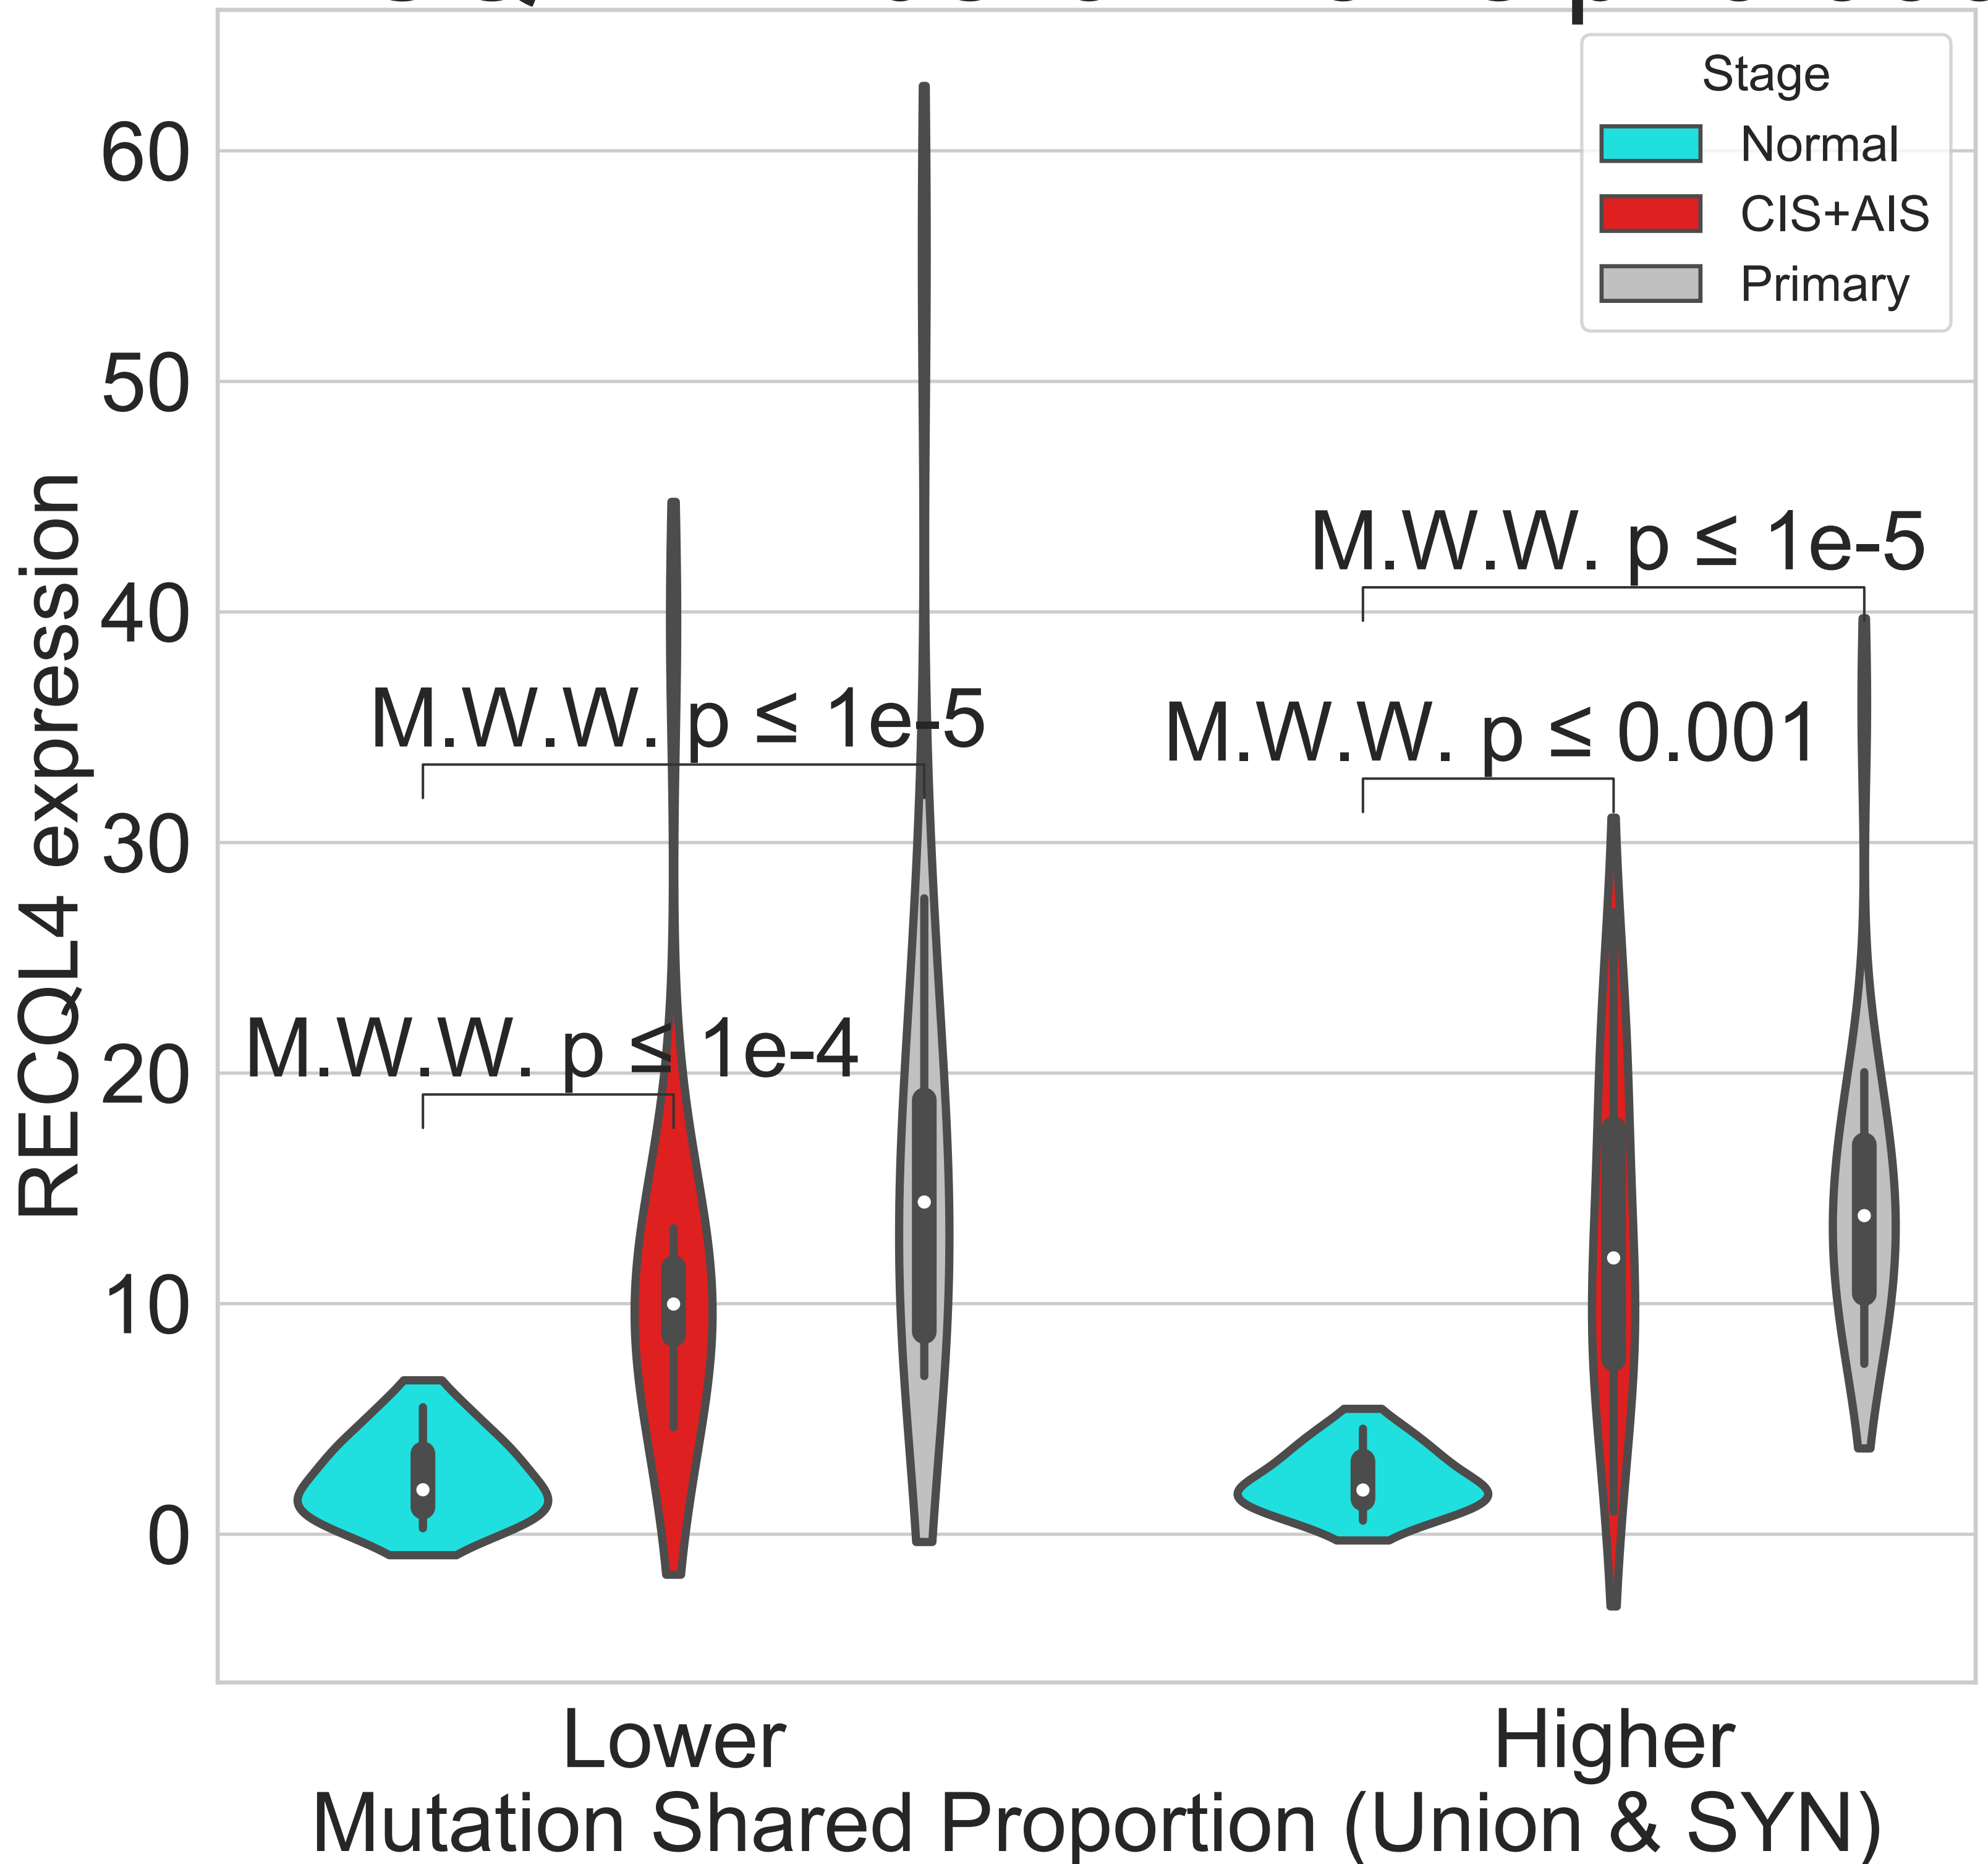 Stage
Normal
CIS+AIS
Primary
RECQL4 expression
60
50
40
30
20
10
0
M.W.W. p ≤ 1e-5
M.W.W. p ≤ 1e-5
M.W.W. p ≤ 0.001
M.W.W. p ≤ 1e-4
Lower
Higher
Mutation Shared Proportion (Union & SYN)